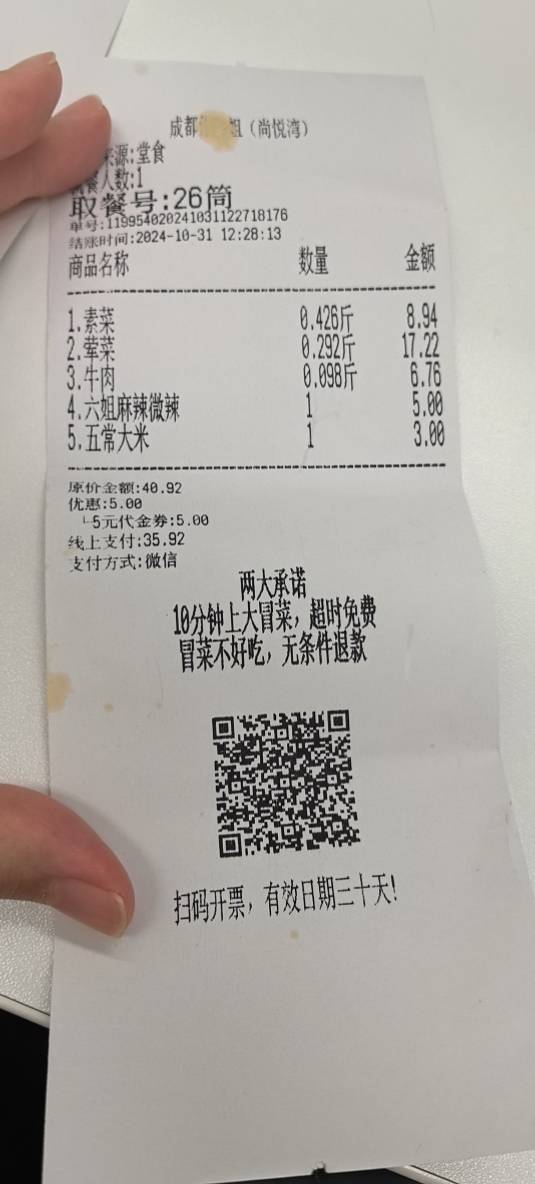 成都 姐（尚悦湾）
来源:堂食
餐人数:1
取餐号:26筒
单号:119954020241031122718176
结账时间:2024-10-31 12:28:13
商品名称 数量 金额
1.素菜 0.426斤 8.94
2.荤菜 0.292斤 17.22
3.牛肉 0.098斤 6.76
4.六姐麻辣微辣 1 5.00
5.五常大米 1 3.00
原价金额:40.92
优惠:5.00
└5元代金券:5.00
线上支付:35.92
支付方式:微信
两大承诺
10分钟上大冒菜，超时免费
冒菜不好吃，无条件退款
扫码开票，有效日期三十天!